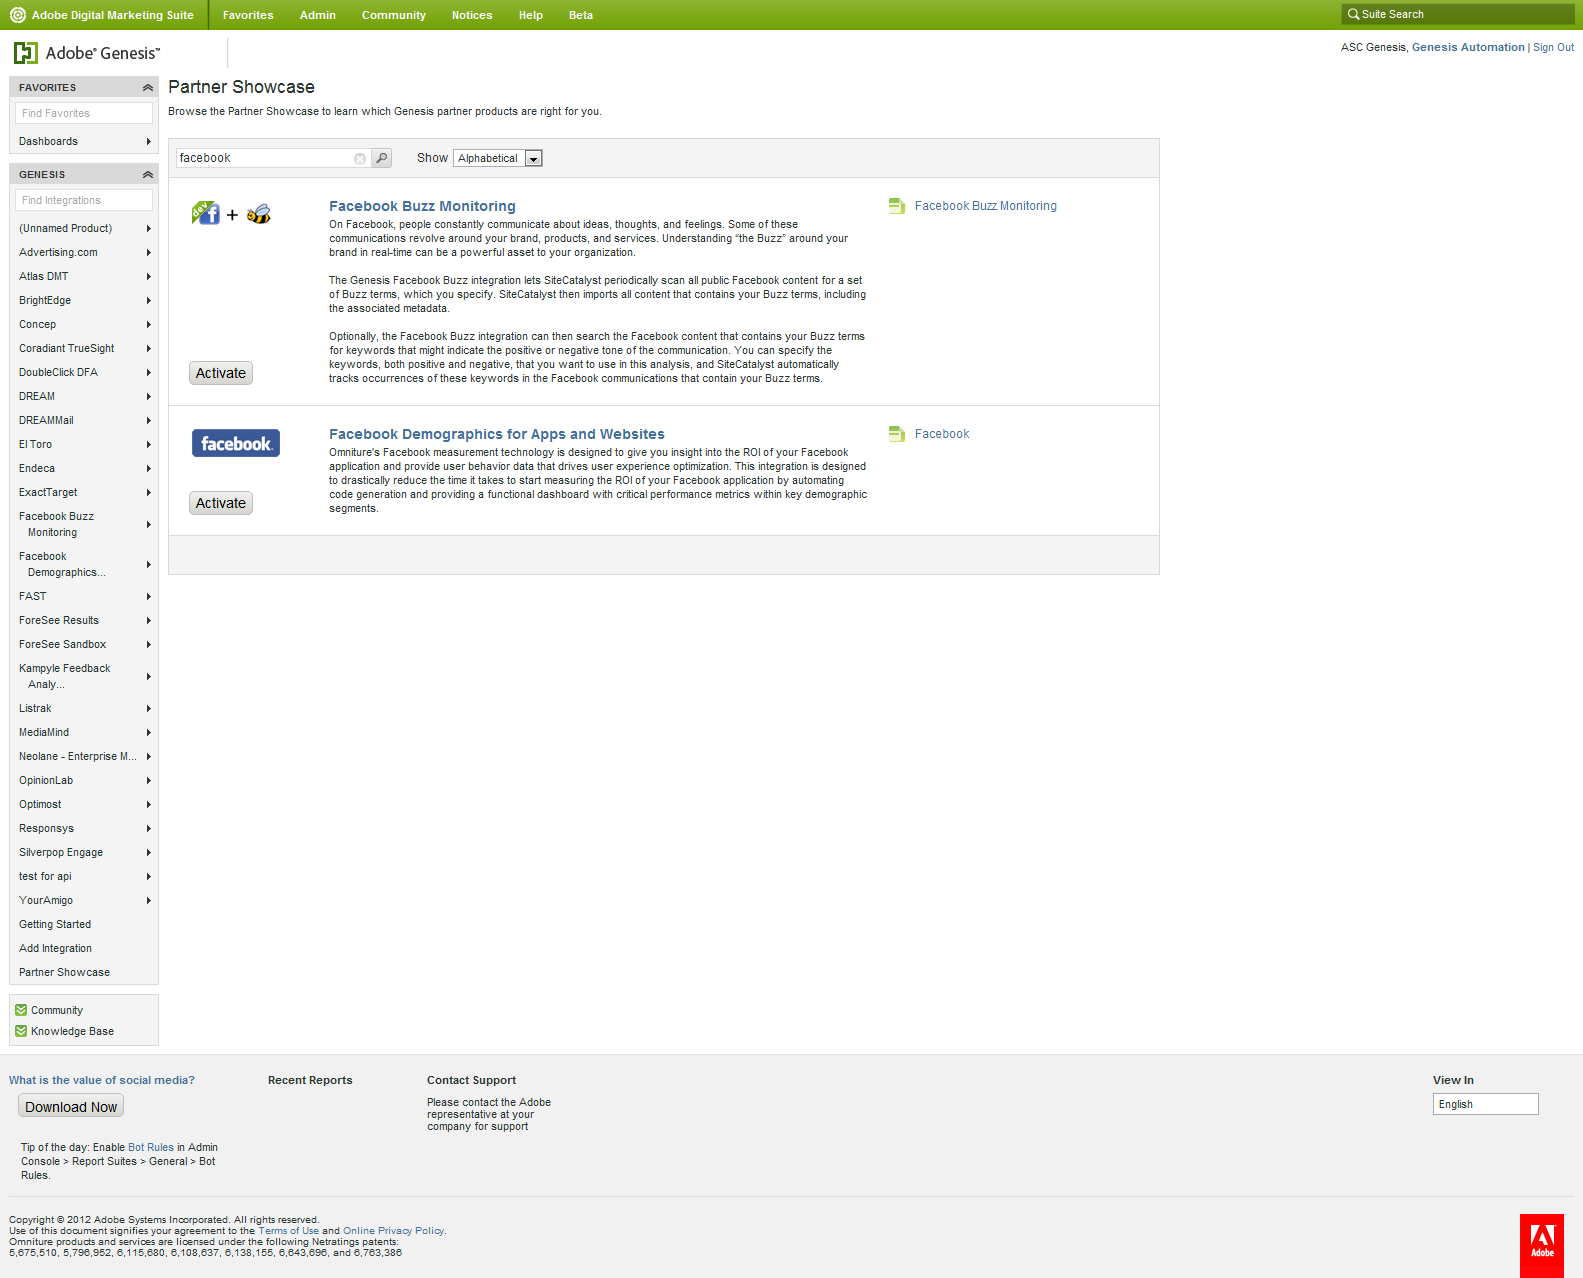 Adobe Digital Marketing Suite
Favorites
Admin
Community
Notices
Help
Beta
Suite Search
Adobe® Genesis™
ASC Genesis, Genesis Automation | Sign Out
FAVORITES
Find Favorites
Dashboards
GENESIS
Find Integrations
(Unnamed Product)
Advertising.com
Atlas DMT
BrightEdge
Concep
Coradiant TrueSight
DoubleClick DFA
DREAM
DREAMMail
El Toro
Endeca
ExactTarget
Facebook Buzz
Monitoring
Facebook
Demographics...
FAST
ForeSee Results
ForeSee Sandbox
Kampyle Feedback
Analy...
Listrak
MediaMind
Neolane - Enterprise M...
OpinionLab
Optimost
Responsys
Silverpop Engage
test for api
YourAmigo
Getting Started
Add Integration
Partner Showcase
Community
Knowledge Base
Partner Showcase
Browse the Partner Showcase to learn which Genesis partner products are right for you.
facebook
Show
Alphabetical
dev
f
+
Activate
Facebook Buzz Monitoring
On Facebook, people constantly communicate about ideas, thoughts, and feelings. Some of these
communications revolve around your brand, products, and services. Understanding “the Buzz” around your
brand in real-time can be a powerful asset to your organization.
The Genesis Facebook Buzz integration lets SiteCatalyst periodically scan all public Facebook content for a set
of Buzz terms, which you specify. SiteCatalyst then imports all content that contains your Buzz terms, including
the associated metadata.
Optionally, the Facebook Buzz integration can then search the Facebook content that contains your Buzz terms
for keywords that might indicate the positive or negative tone of the communication. You can specify the
keywords, both positive and negative, that you want to use in this analysis, and SiteCatalyst automatically
tracks occurrences of these keywords in the Facebook communications that contain your Buzz terms.
Facebook Buzz Monitoring
facebook.
Activate
Facebook Demographics for Apps and Websites
Omniture's Facebook measurement technology is designed to give you insight into the ROI of your Facebook
application and provide user behavior data that drives user experience optimization. This integration is designed
to drastically reduce the time it takes to start measuring the ROI of your Facebook application by automating
code generation and providing a functional dashboard with critical performance metrics within key demographic
segments.
Facebook
What is the value of social media?
Download Now
Tip of the day: Enable Bot Rules in Admin
Console > Report Suites > General > Bot
Rules.
Recent Reports
Contact Support
Please contact the Adobe
representative at your
company for support
View In
English
Copyright © 2012 Adobe Systems Incorporated. All rights reserved.
Use of this document signifies your agreement to the Terms of Use and Online Privacy Policy.
Omniture products and services are licensed under the following Netratings patents:
5,675,510, 5,796,952, 6,115,680, 6,108,637, 6,138,155, 6,643,696, and 6,763,386
Adobe